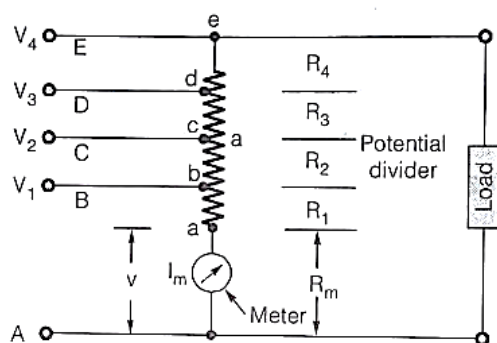 V4 E e
d R4
V3 D
R3
c a
V2 C Potential
divider
b R2
V1 B
Load
a R1
v Im Rm
Meter
A